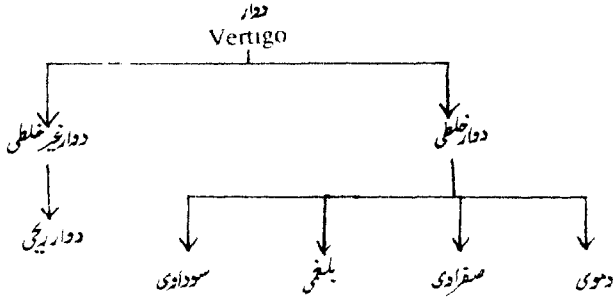 دوار
Vertigo
دوار خلطی
دوار غیر خلطی
دوار ریحی
دموی
صفراوی
بلغمی
سوداوی